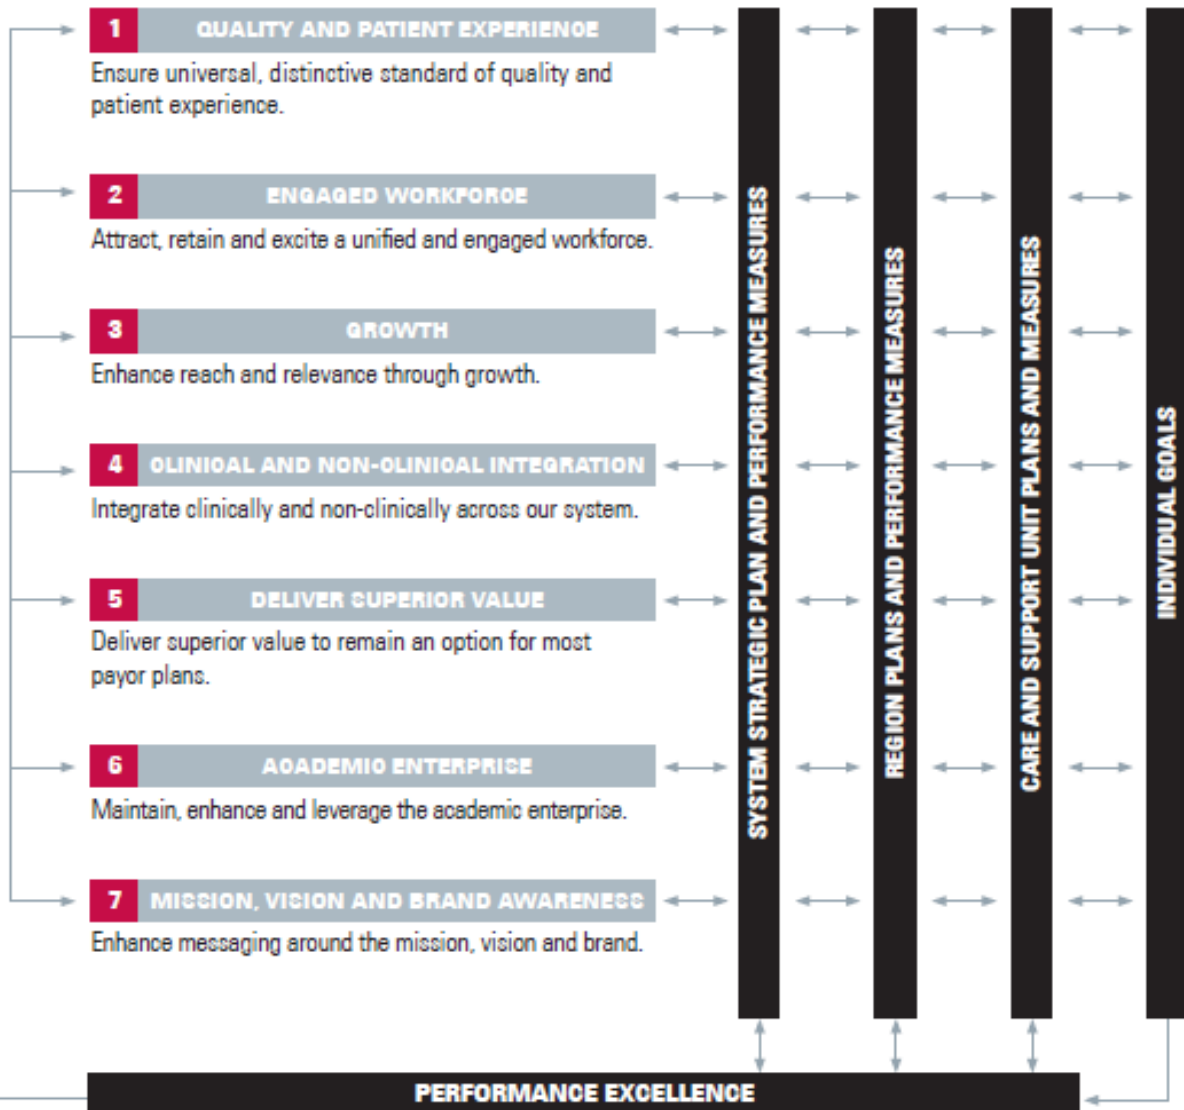 1 QUALITY AND PATIENT EXPERIENCE
Ensure universal, distinctive standard of quality and
patient experience.
2 ENGAGED WORKFORCE
Attract, retain and excite a unified and engaged workforce.
3 GROWTH
Enhance reach and relevance through growth.
4 CLINICAL AND NON-CLINICAL INTEGRATION
Integrate clinically and non-clinically across our system.
5 DELIVER SUPERIOR VALUE
Deliver superior value to remain an option for most
payor plans.
6 ACADEMIC ENTERPRISE
Maintain, enhance and leverage the academic enterprise.
7 MISSION, VISION AND BRAND AWARENESS
Enhance messaging around the mission, vision and brand.
SYSTEM STRATEGIC PLAN AND PERFORMANCE MEASURES
REGION PLANS AND PERFORMANCE MEASURES
CARE AND SUPPORT UNIT PLANS AND MEASURES
INDIVIDUAL GOALS
PERFORMANCE EXCELLENCE